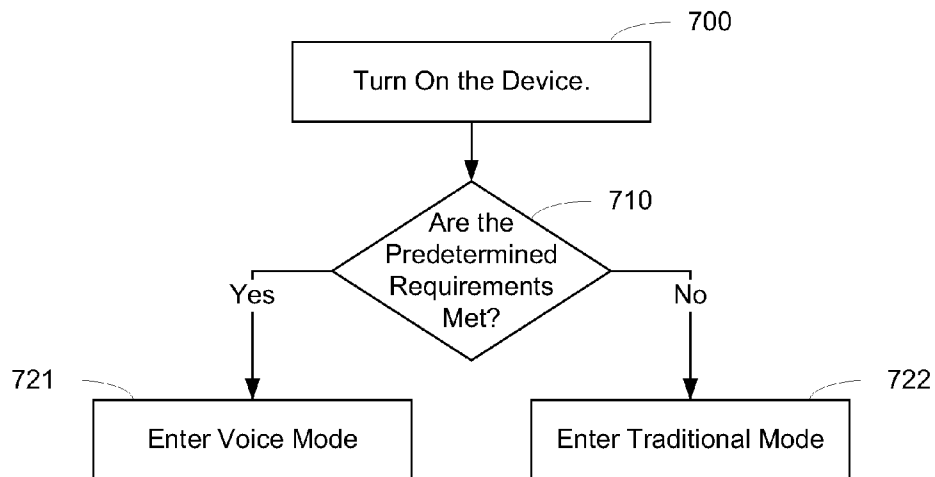 700
Turn On the Device.
710
Are the
Predetermined
Requirements
Met?
Yes
No
721
722
Enter Voice Mode
Enter Traditional Mode